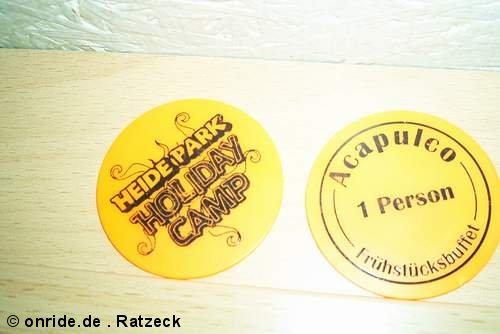 HEIDE PARK
HOLIDAY
CAMP
Acapulco
1 Person
Frühstücksbuffet
© onride.de . Ratzeck